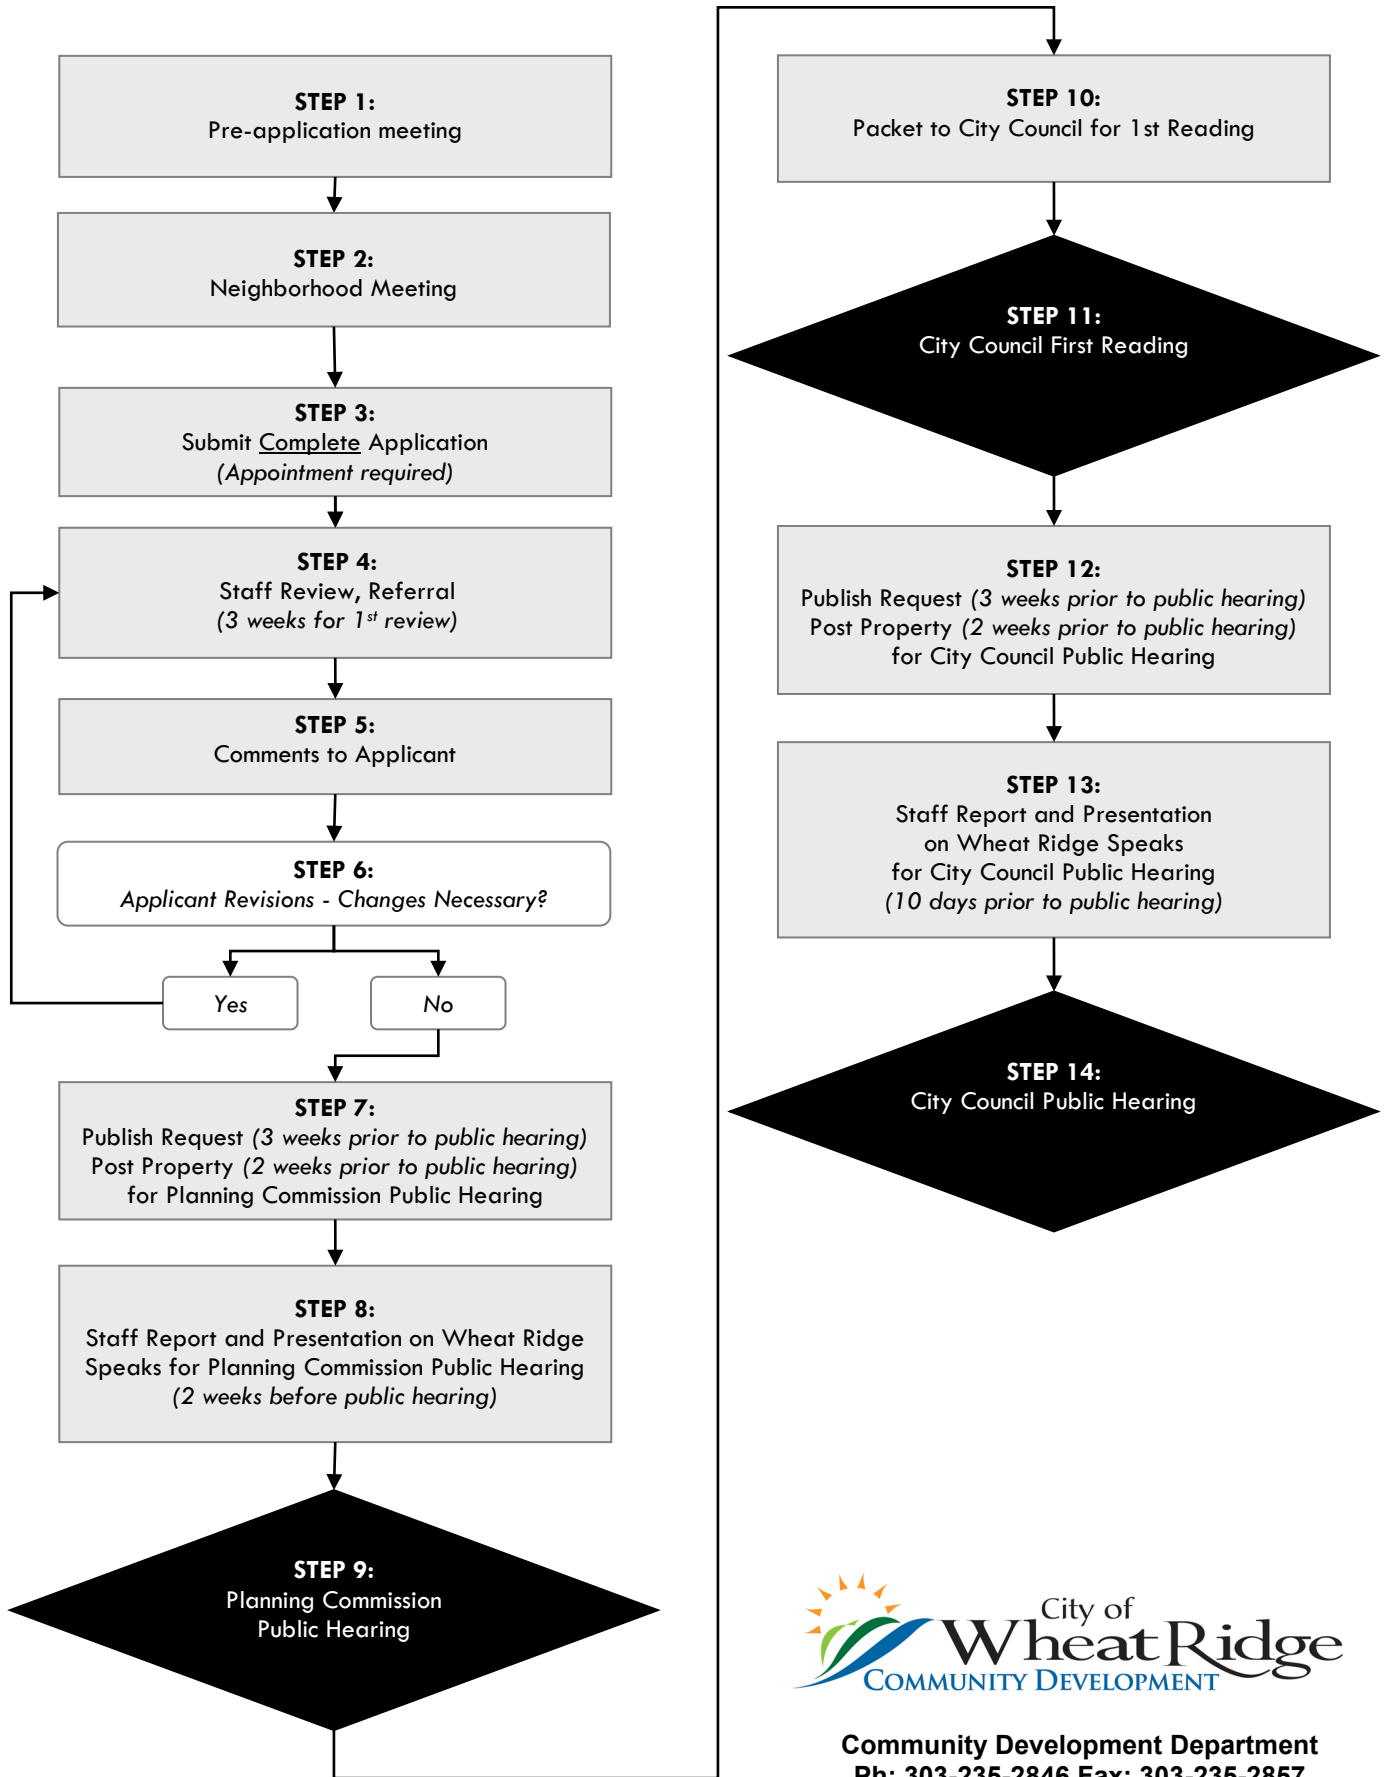 STEP 1:
Pre-application meeting
STEP 2:
Neighborhood Meeting
STEP 3:
Submit Complete Application
(Appointment required)
STEP 4:
Staff Review, Referral
(3 weeks for 1st review)
STEP 5:
Comments to Applicant
STEP 6:
Applicant Revisions - Changes Necessary?
Yes
No
STEP 7:
Publish Request (3 weeks prior to public hearing)
Post Property (2 weeks prior to public hearing)
for Planning Commission Public Hearing
STEP 8:
Staff Report and Presentation on Wheat Ridge
Speaks for Planning Commission Public Hearing
(2 weeks before public hearing)
STEP 9:
Planning Commission
Public Hearing
STEP 10:
Packet to City Council for 1st Reading
STEP 11:
City Council First Reading
STEP 12:
Publish Request (3 weeks prior to public hearing)
Post Property (2 weeks prior to public hearing)
for City Council Public Hearing
STEP 13:
Staff Report and Presentation
on Wheat Ridge Speaks
for City Council Public Hearing
(10 days prior to public hearing)
STEP 14:
City Council Public Hearing
City of
Wheat Ridge
COMMUNITY DEVELOPMENT
Community Development Department
Ph: 303-235-2846 Fax: 303-235-2857